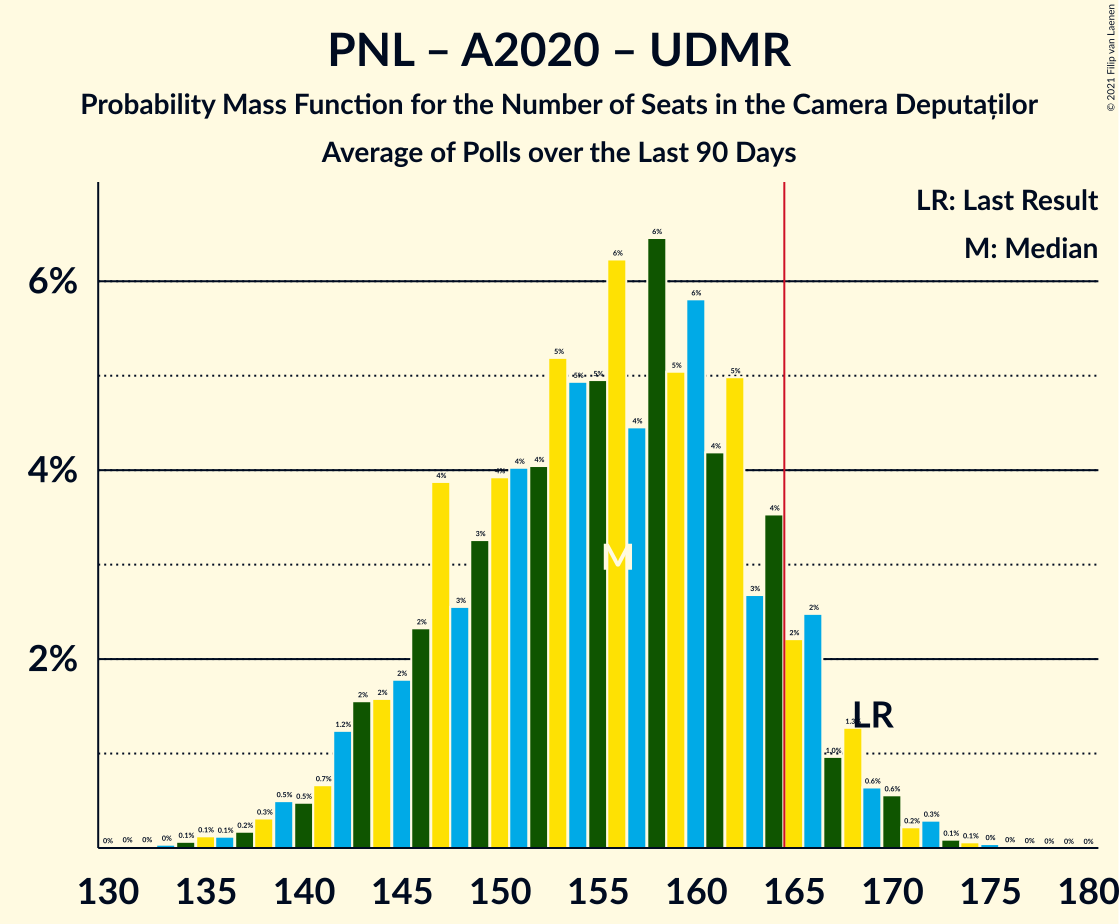 PNL – A2020 – UDMR
Probability Mass Function for the Number of Seats in the Camera Deputaților
Average of Polls over the Last 90 Days
© 2021 Filip van Laenen
LR: Last Result
M: Median
6%
4%
2%
0% 0% 0% 0% 0.1% 0.1% 0.1% 0.2% 0.3% 0.5% 0.5% 0.7% 1.2% 2% 2% 2% 2% 4% 3% 3% 4% 4% 4% 5% 5% 5% 6% 4% 6% 5% 6% 4% 5% 3% 4% 2% 2% 1.0% 1.3% 0.6% 0.6% 0.2% 0.3% 0.1% 0.1% 0% 0% 0% 0% 0% 0%
M
LR
130 135 140 145 150 155 160 165 170 175 180